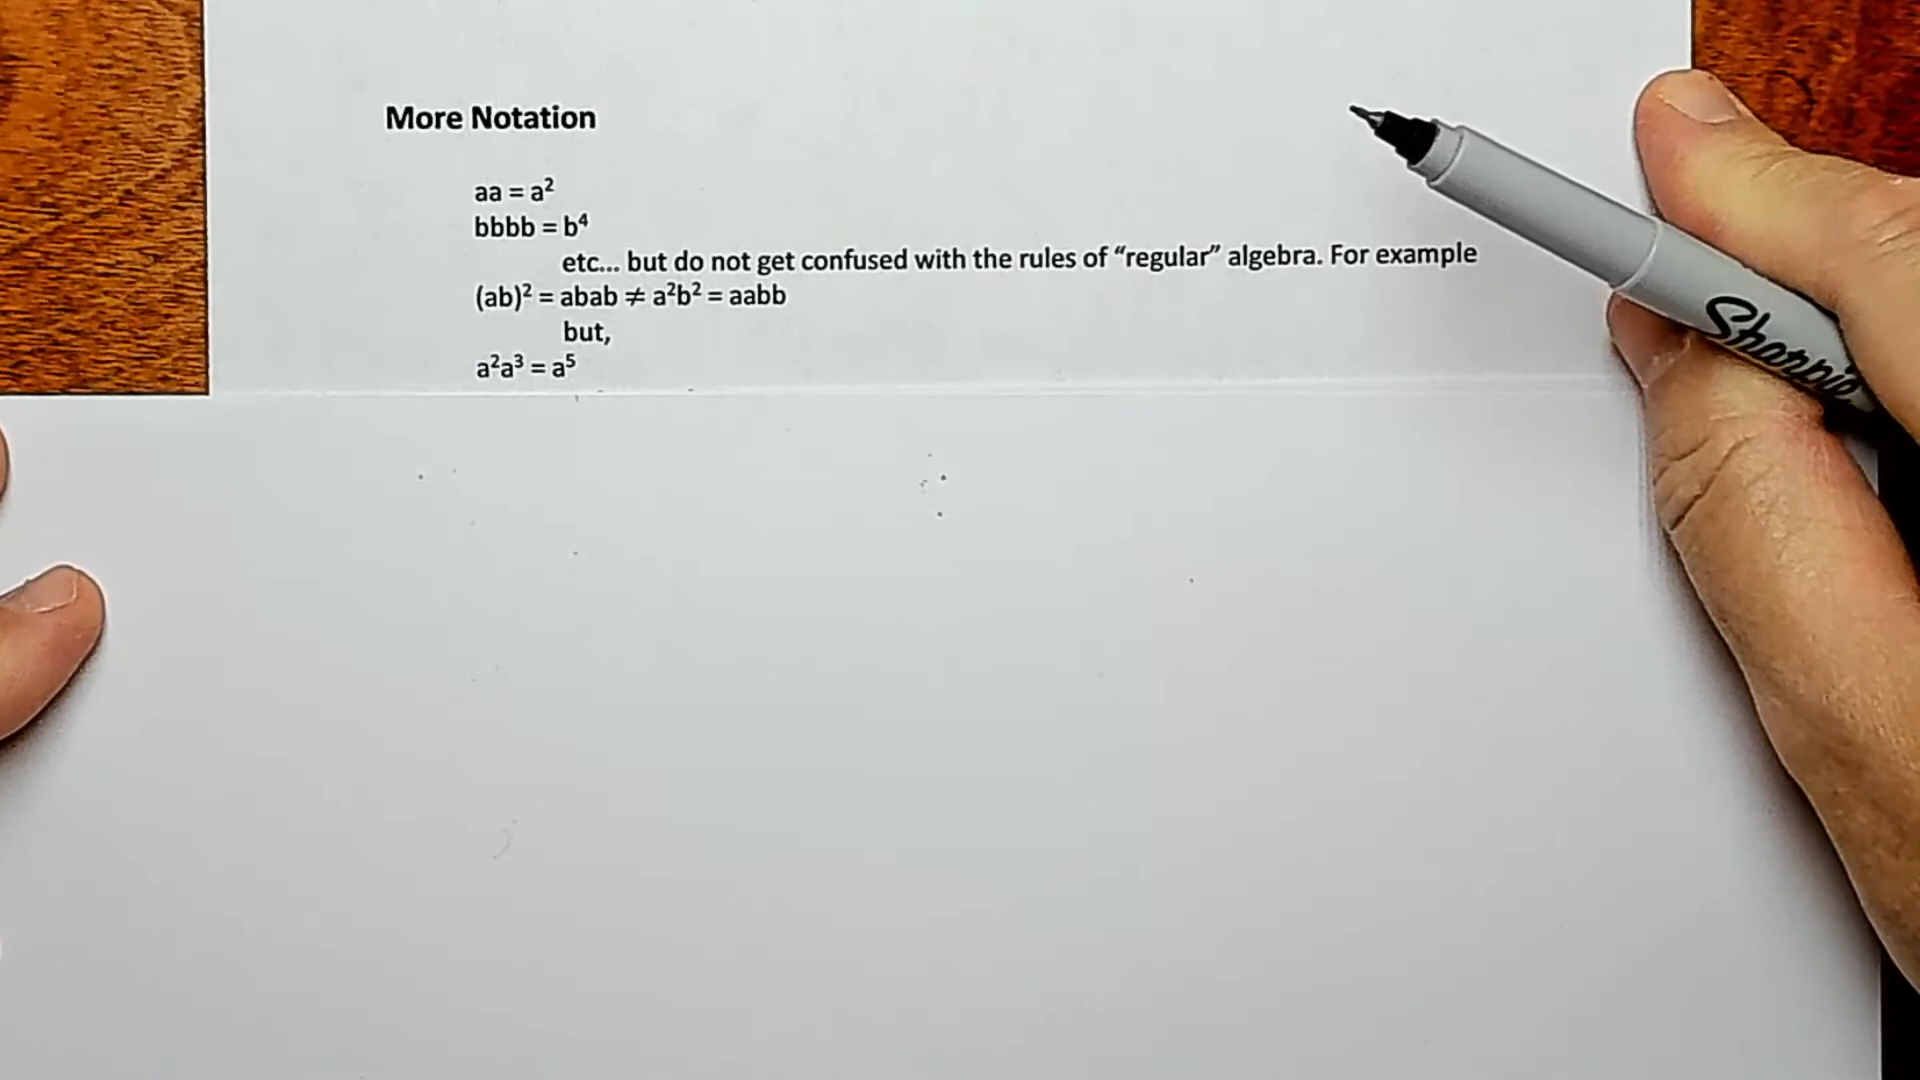 More Notation
aa = a²
bbbb = b⁴
etc... but do not get confused with the rules of “regular” algebra. For example
(ab)² = abab ≠ a²b² = aabb
but,
a²a³ = a⁵
Sharpie